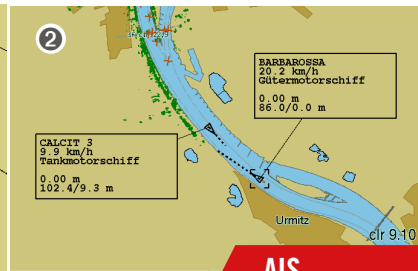 2
BARBAROSSA
20.2 km/h
Gütermotorschiff
0.00 m
86.0/0.0 m
CALCIT 3
9.9 km/h
Tankmotorschiff
0.00 m
102.4/9.3 m
Urmitz
clr 9.10
AIS